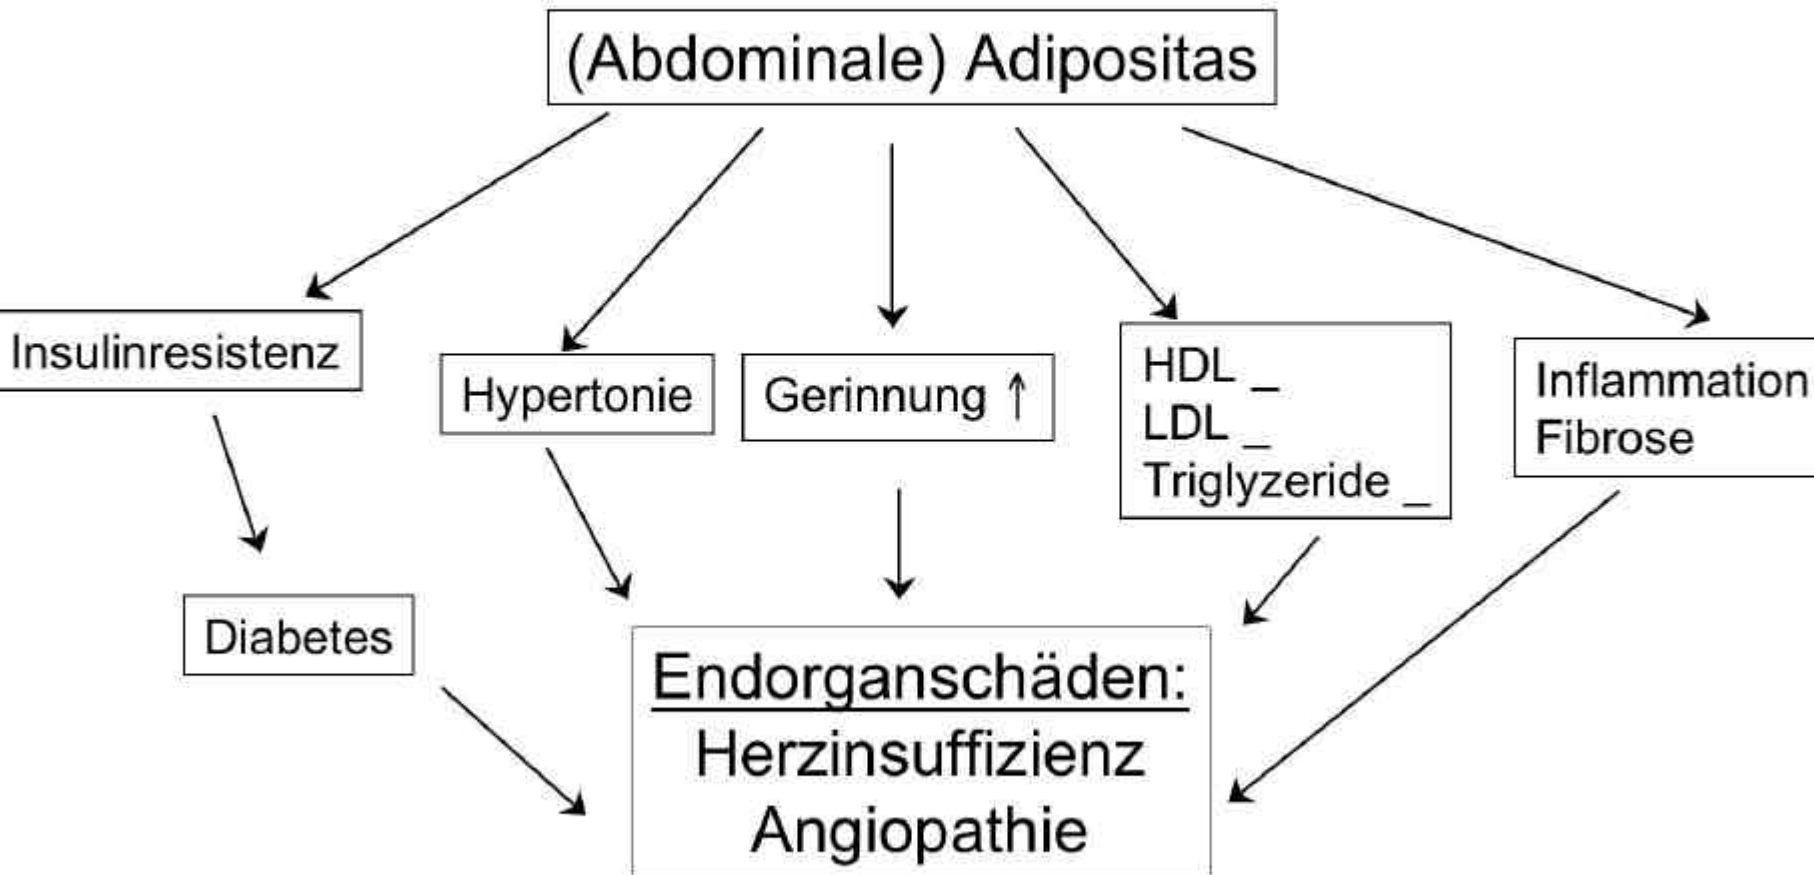 (Abdominale) Adipositas
Insulinresistenz
Hypertonie
Gerinnung ↑
HDL _
LDL _
Triglyzeride _
Inflammation
Fibrose
Diabetes
Endorganschäden:
Herzinsuffizienz
Angiopathie